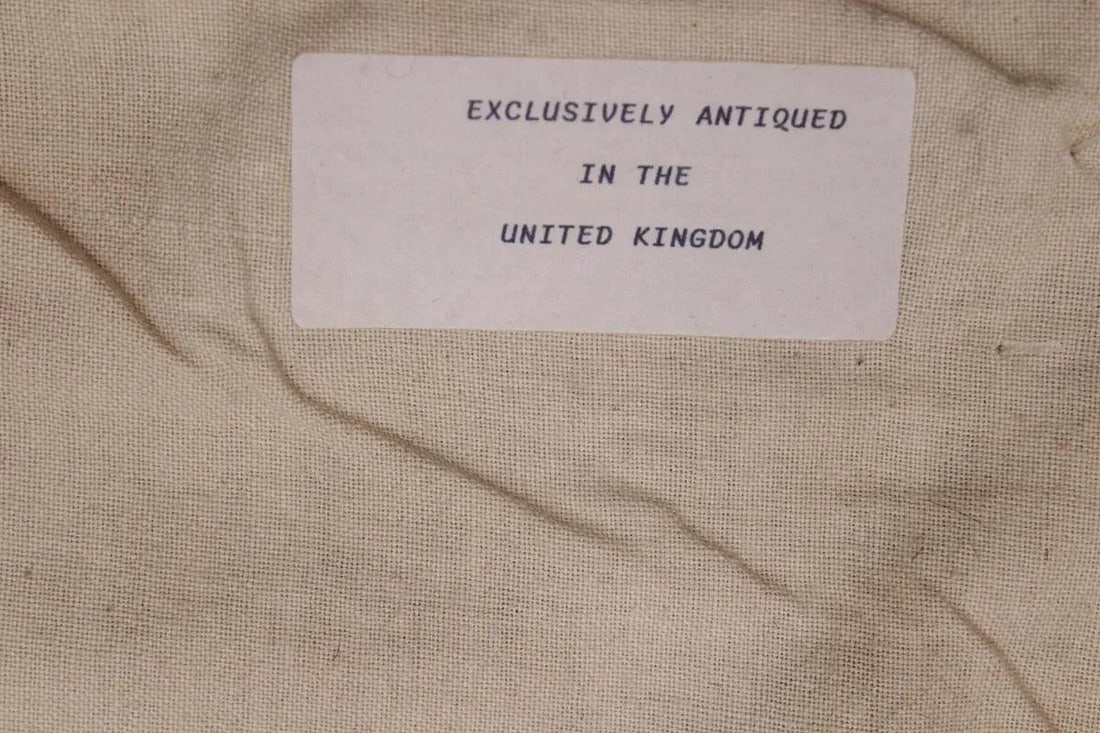 EXCLUSIVELY ANTIQUED
IN THE
UNITED KINGDOM